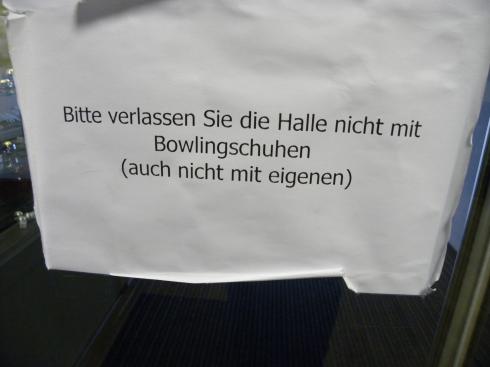 Bitte verlassen Sie die Halle nicht mit
Bowlingschuhen
(auch nicht mit eigenen)